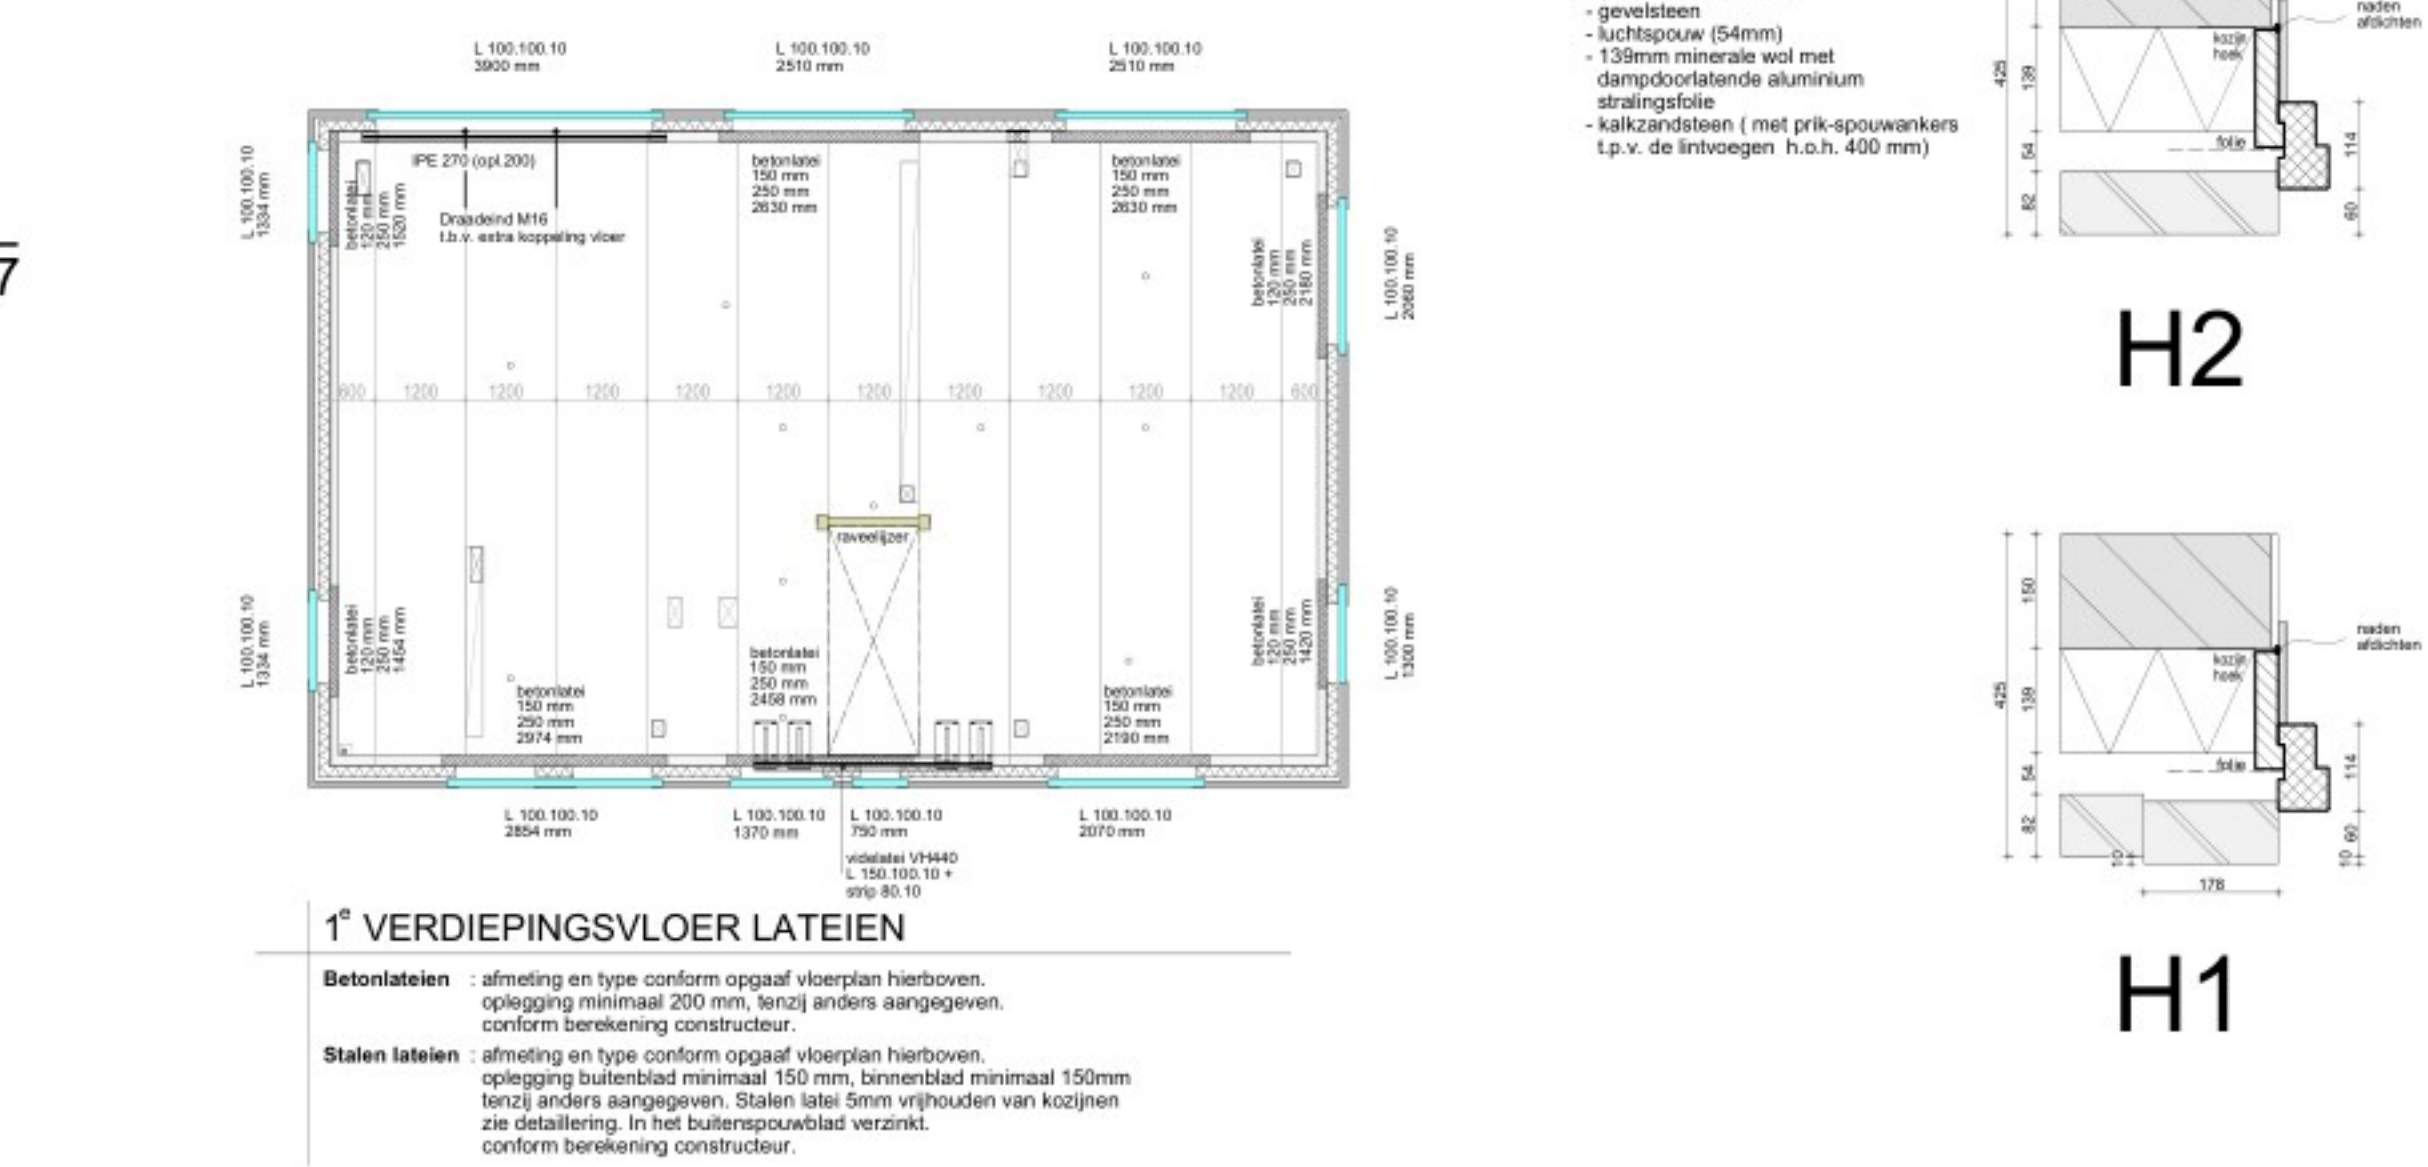 7
L 100.100.10
3900 mm
L 100.100.10
2510 mm
L 100.100.10
2510 mm
L 100.100.10
1334 mm
IPE 270 (opl.200)
betonlatei
120 mm
250 mm
1520 mm
Draadeind M16
t.b.v. extra koppeling vloer
betonlatei
150 mm
250 mm
2630 mm
betonlatei
150 mm
250 mm
2630 mm
betonlatei
120 mm
250 mm
2180 mm
L 100.100.10
2060 mm
600 1200 1200 1200 1200 1200 1200 1200 1200 1200 1200 600
raveelijzer
L 100.100.10
1334 mm
betonlatei
120 mm
250 mm
1454 mm
betonlatei
150 mm
250 mm
2974 mm
betonlatei
150 mm
250 mm
2458 mm
betonlatei
150 mm
250 mm
2190 mm
betonlatei
120 mm
250 mm
1420 mm
L 100.100.10
1300 mm
L 100.100.10
2854 mm
L 100.100.10
1370 mm
L 100.100.10
750 mm
L 100.100.10
2070 mm
videlatei VH440
L 150.100.10 +
strip 80.10
1e VERDIEPINGSVLOER LATEIEN
Betonlateien : afmeting en type conform opgaaf vloerplan hierboven.
oplegging minimaal 200 mm, tenzij anders aangegeven.
conform berekening constructeur.
Stalen lateien : afmeting en type conform opgaaf vloerplan hierboven.
oplegging buitenblad minimaal 150 mm, binnenblad minimaal 150mm
tenzij anders aangegeven. Stalen latei 5mm vrijhouden van kozijnen
zie detaillering. In het buitenspouwblad verzinkt.
conform berekening constructeur.
- gevelsteen
- luchtspouw (54mm)
- 139mm minerale wol met
dampdoorlatende aluminium
stralingsfolie
- kalkzandsteen ( met prik-spouwankers
t.p.v. de lintvoegen h.o.h. 400 mm)
naden
afdichten
kozijn
hoek
folie
425
139
54
82
114
60
H2
naden
afdichten
kozijn
hoek
folie
425
150
139
54
82
114
60
10
10
178
H1